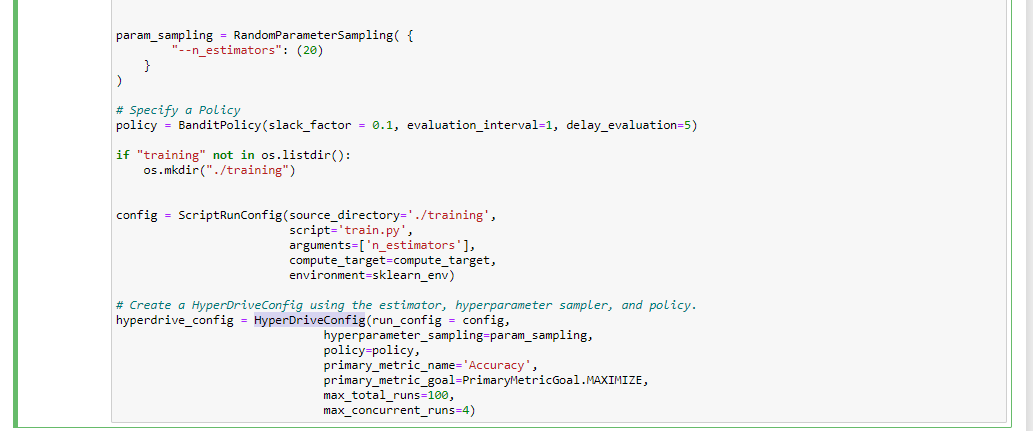 param_sampling = RandomParameterSampling( {
        "--n_estimators": (20)
    }
)
# Specify a Policy
policy = BanditPolicy(slack_factor = 0.1, evaluation_interval=1, delay_evaluation=5)
if "training" not in os.listdir():
    os.mkdir("./training")
config = ScriptRunConfig(source_directory='./training',
                         script='train.py',
                         arguments=['n_estimators'],
                         compute_target=compute_target,
                         environment=sklearn_env)
# Create a HyperDriveConfig using the estimator, hyperparameter sampler, and policy.
hyperdrive_config = HyperDriveConfig(run_config = config,
                              hyperparameter_sampling=param_sampling,
                              policy=policy,
                              primary_metric_name='Accuracy',
                              primary_metric_goal=PrimaryMetricGoal.MAXIMIZE,
                              max_total_runs=100,
                              max_concurrent_runs=4)